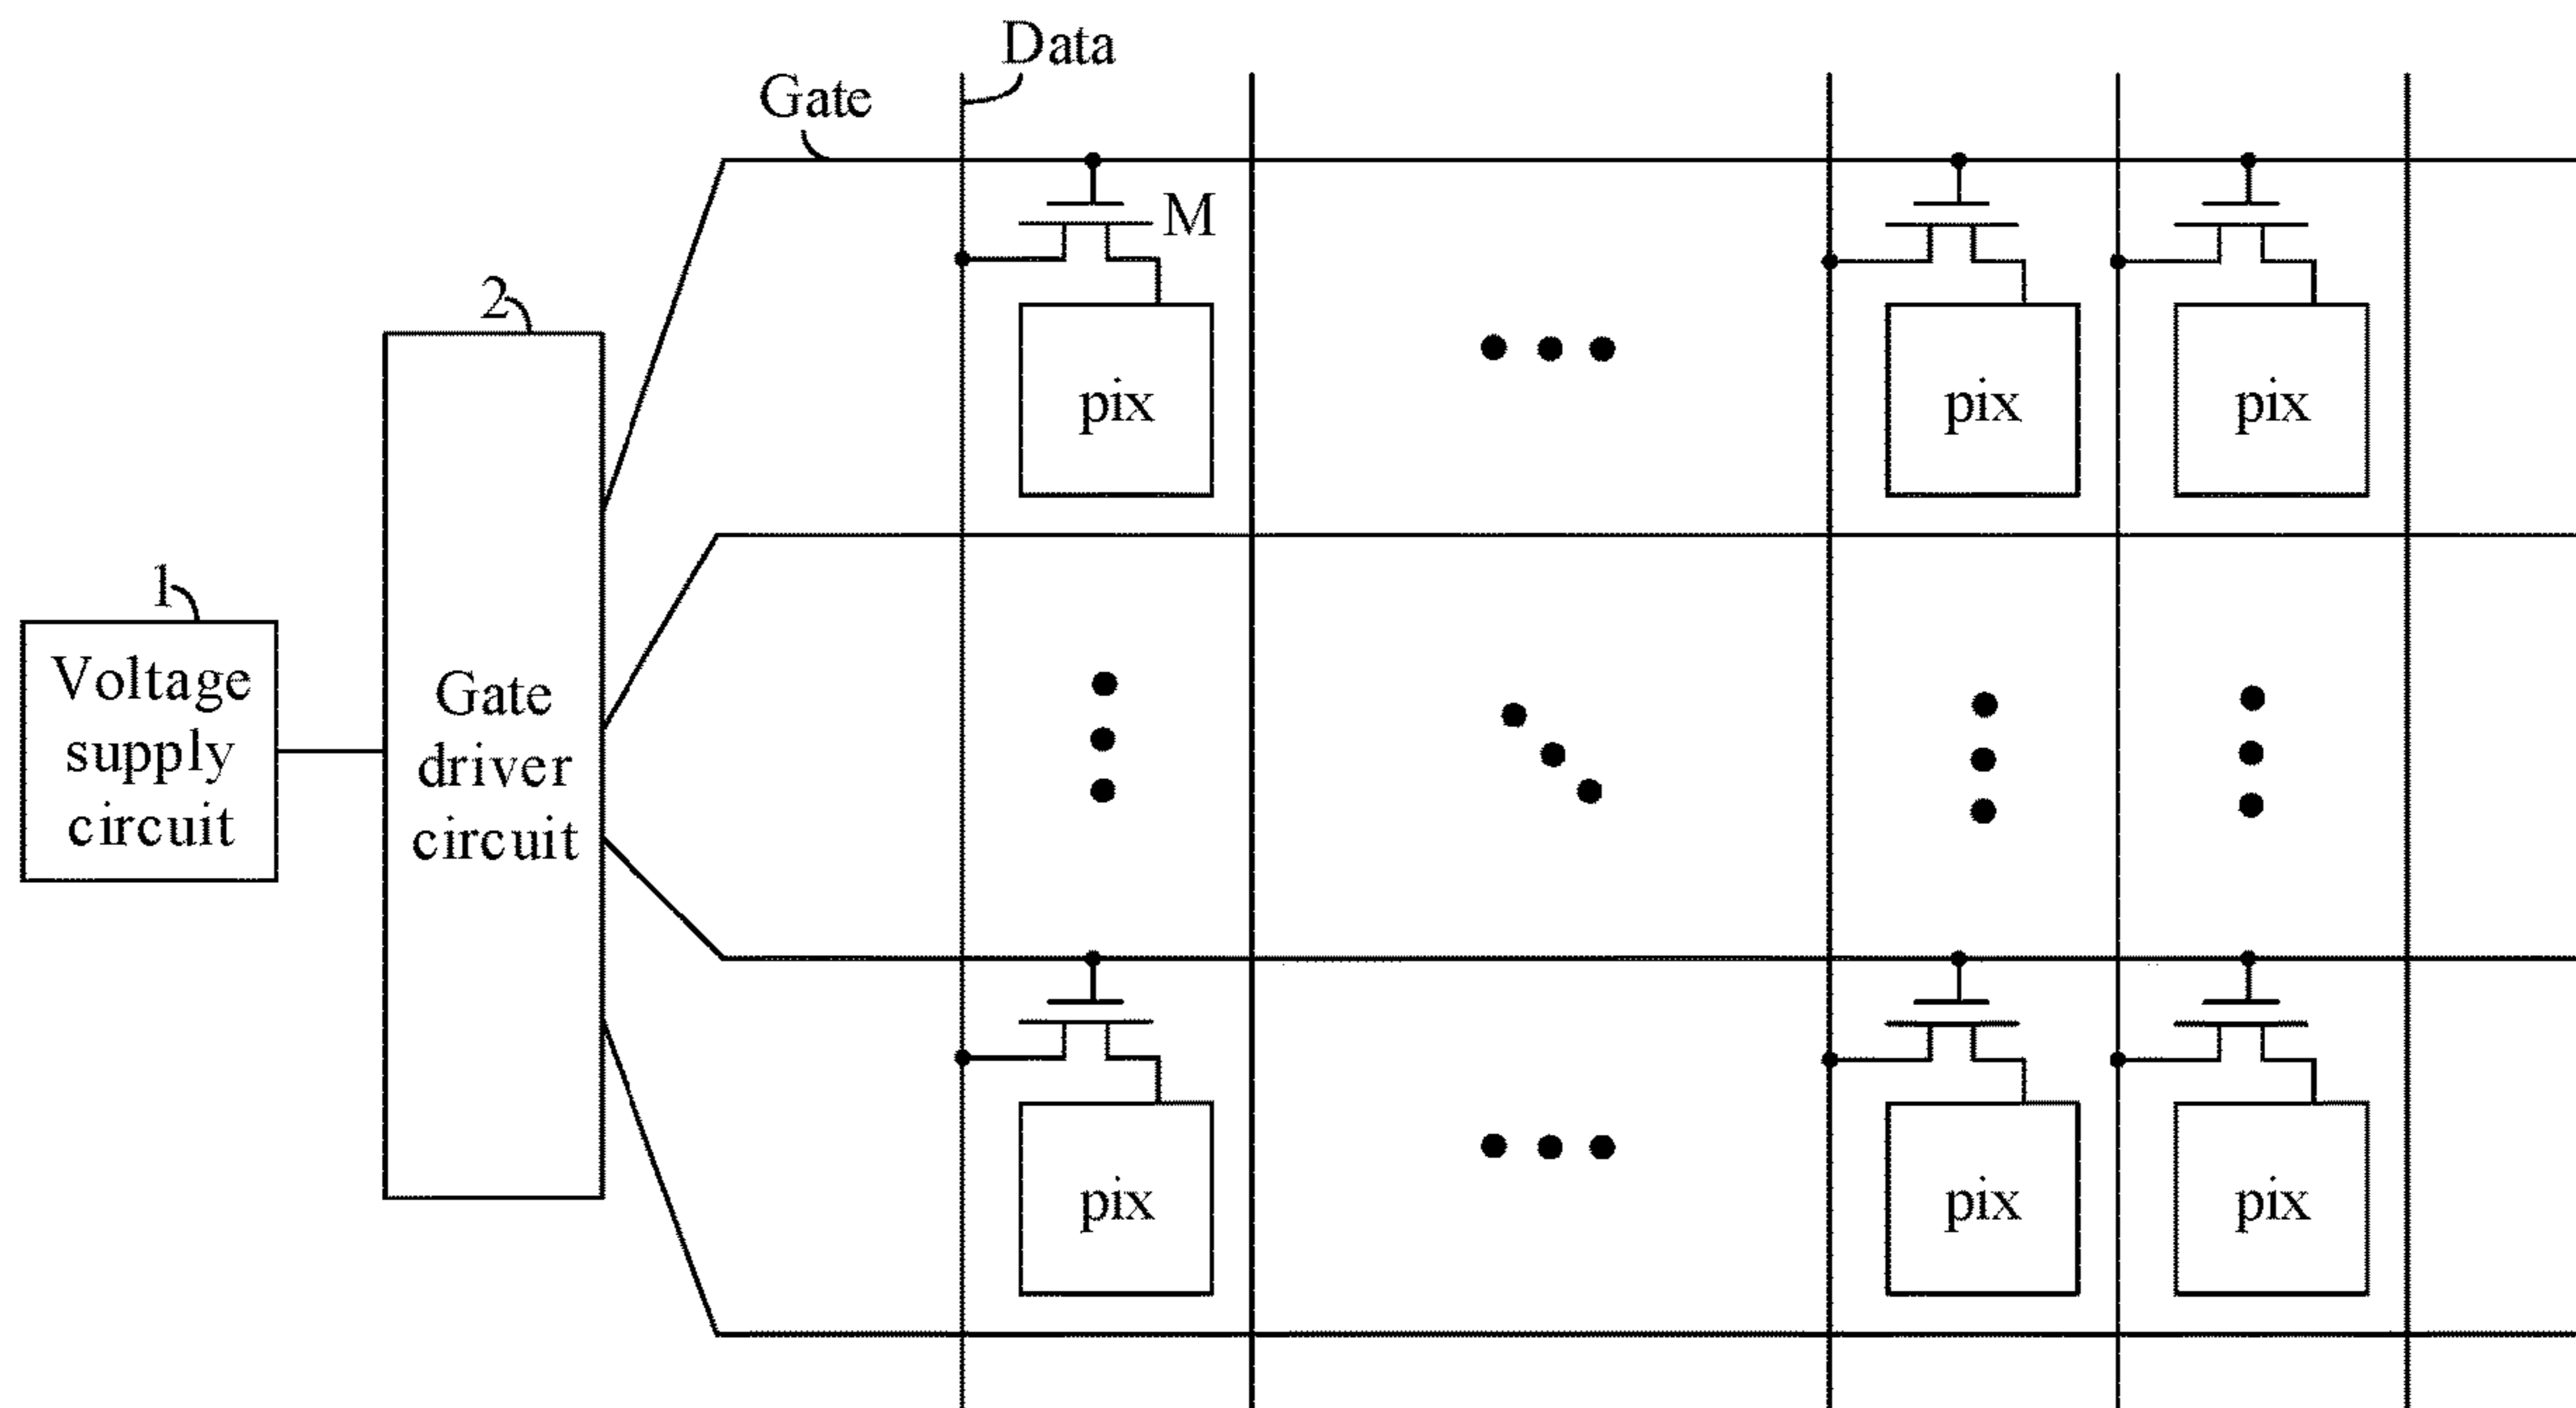 Data
Gate
M
2
pix
pix
pix
1
Voltage
supply
circuit
Gate
driver
circuit
pix
pix
pix